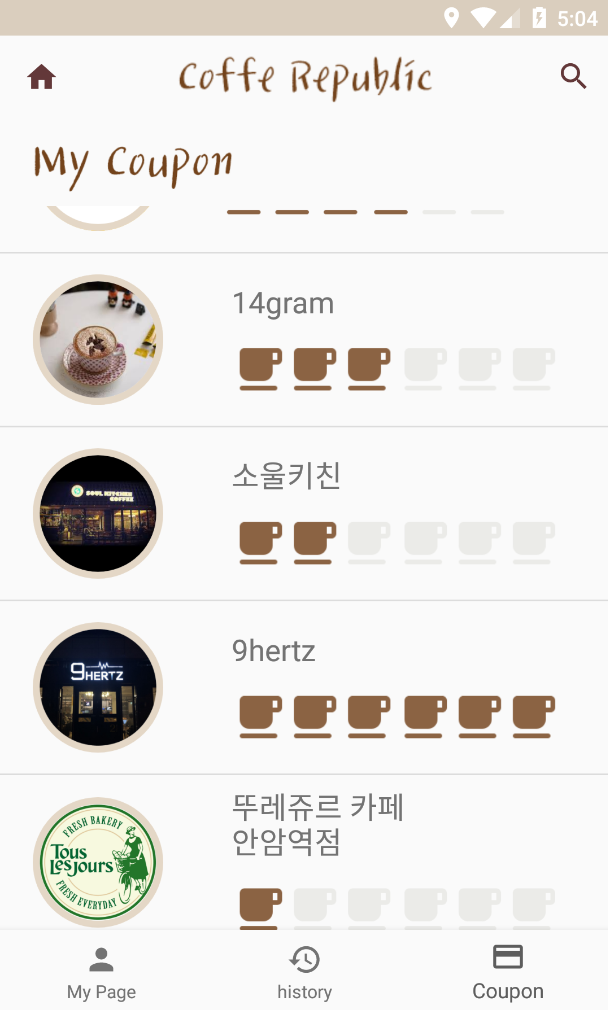 5:04
Coffe Republic
My Coupon
14gram
소울키친
SOUL KITCHEN
COFFEE
9hertz
9HERTZ
뚜레쥬르 카페
안암역점
FRESH BAKERY
Tous
Les Jours
FRESH EVERYDAY
My Page
history
Coupon